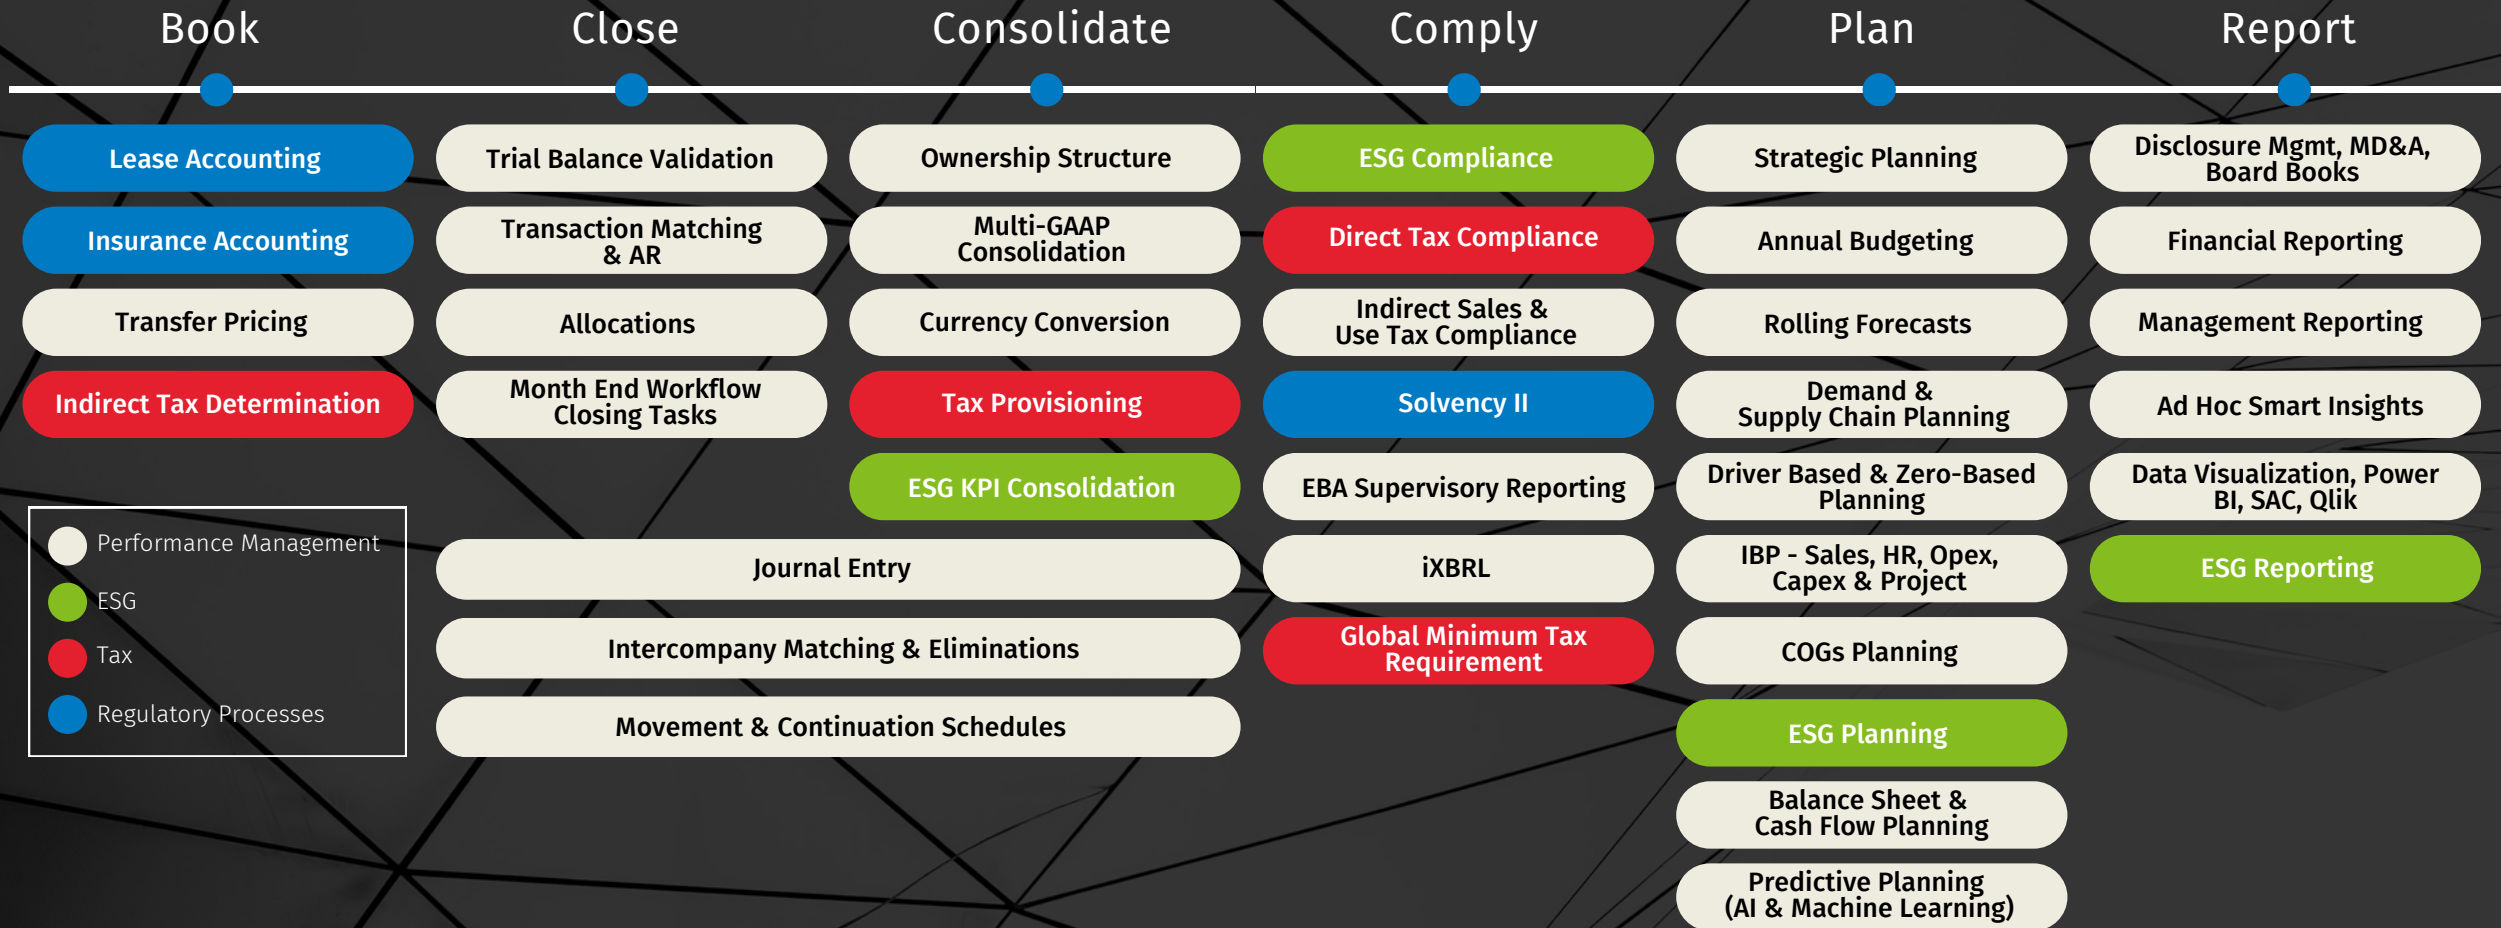 Book
Close
Consolidate
Comply
Plan
Report
Lease Accounting
Insurance Accounting
Transfer Pricing
Indirect Tax Determination
Performance Management
ESG
Tax
Regulatory Processes
Trial Balance Validation
Transaction Matching
& AR
Allocations
Month End Workflow
Closing Tasks
Ownership Structure
Multi-GAAP
Consolidation
Currency Conversion
Tax Provisioning
ESG KPI Consolidation
Journal Entry
Intercompany Matching & Eliminations
Movement & Continuation Schedules
ESG Compliance
Direct Tax Compliance
Indirect Sales &
Use Tax Compliance
Solvency II
EBA Supervisory Reporting
iXBRL
Global Minimum Tax
Requirement
Strategic Planning
Annual Budgeting
Rolling Forecasts
Demand &
Supply Chain Planning
Driver Based & Zero-Based
Planning
IBP - Sales, HR, Opex,
Capex & Project
COGs Planning
ESG Planning
Balance Sheet &
Cash Flow Planning
Predictive Planning
(AI & Machine Learning)
Disclosure Mgmt, MD&A,
Board Books
Financial Reporting
Management Reporting
Ad Hoc Smart Insights
Data Visualization, Power
BI, SAC, Qlik
ESG Reporting